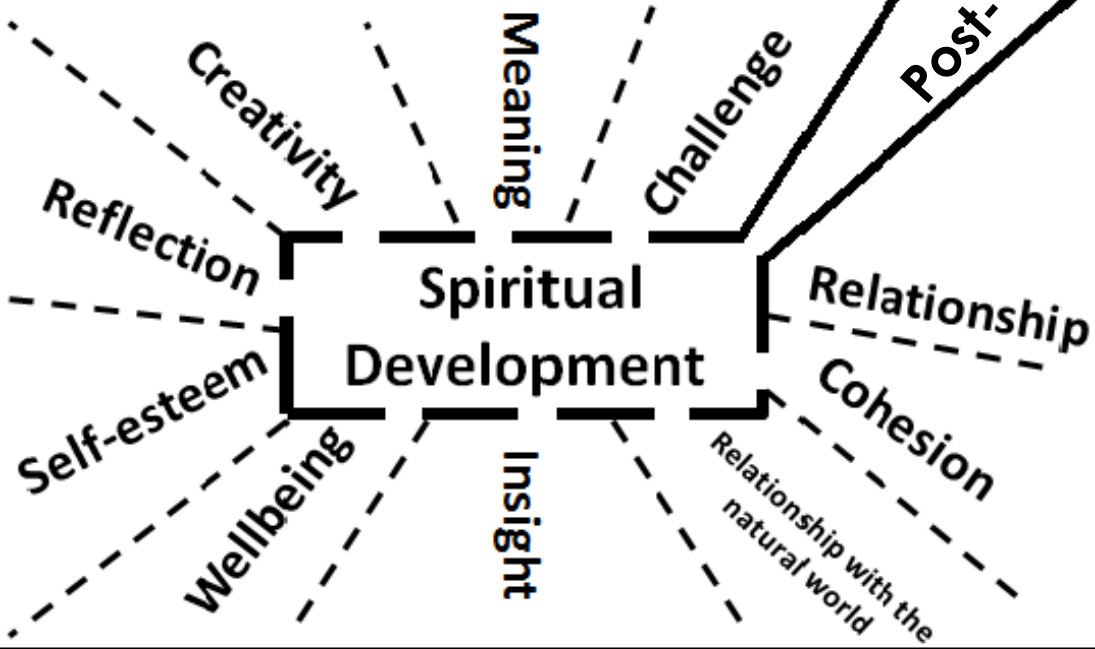 Creativity
Meaning
Challenge
Post-
Reflection
Spiritual
Development
Relationship
Self-esteem
Cohesion
Wellbeing
Insight
Relationship with the
natural world